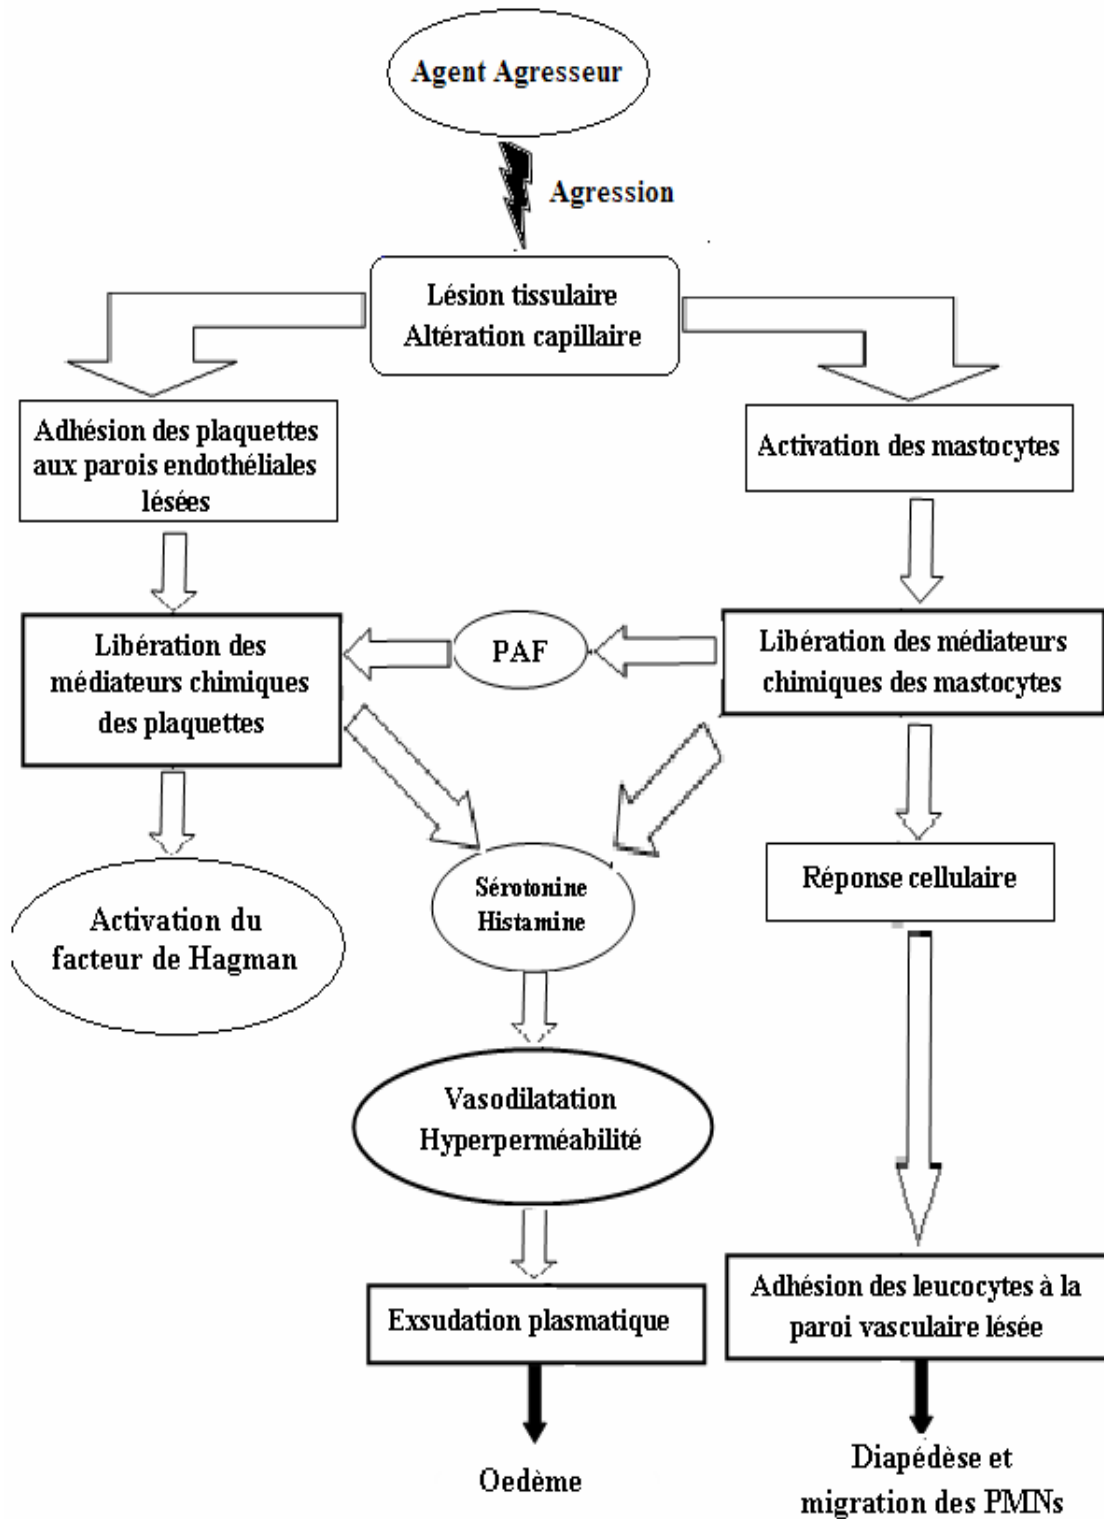 Agent Agresseur
Agression
Lésion tissulaire
Altération capillaire
Adhésion des plaquettes
aux parois endothéliales
lésées
Activation des mastocytes
Libération des
médiateurs chimiques
des plaquettes
PAF
Libération des médiateurs
chimiques des mastocytes
Activation du
facteur de Hagman
Sérotonine
Histamine
Réponse cellulaire
Vasodilatation
Hyperperméabilité
Exsudation plasmatique
Adhésion des leucocytes à la
paroi vasculaire lésée
Oedème
Diapédèse et
migration des PMNs